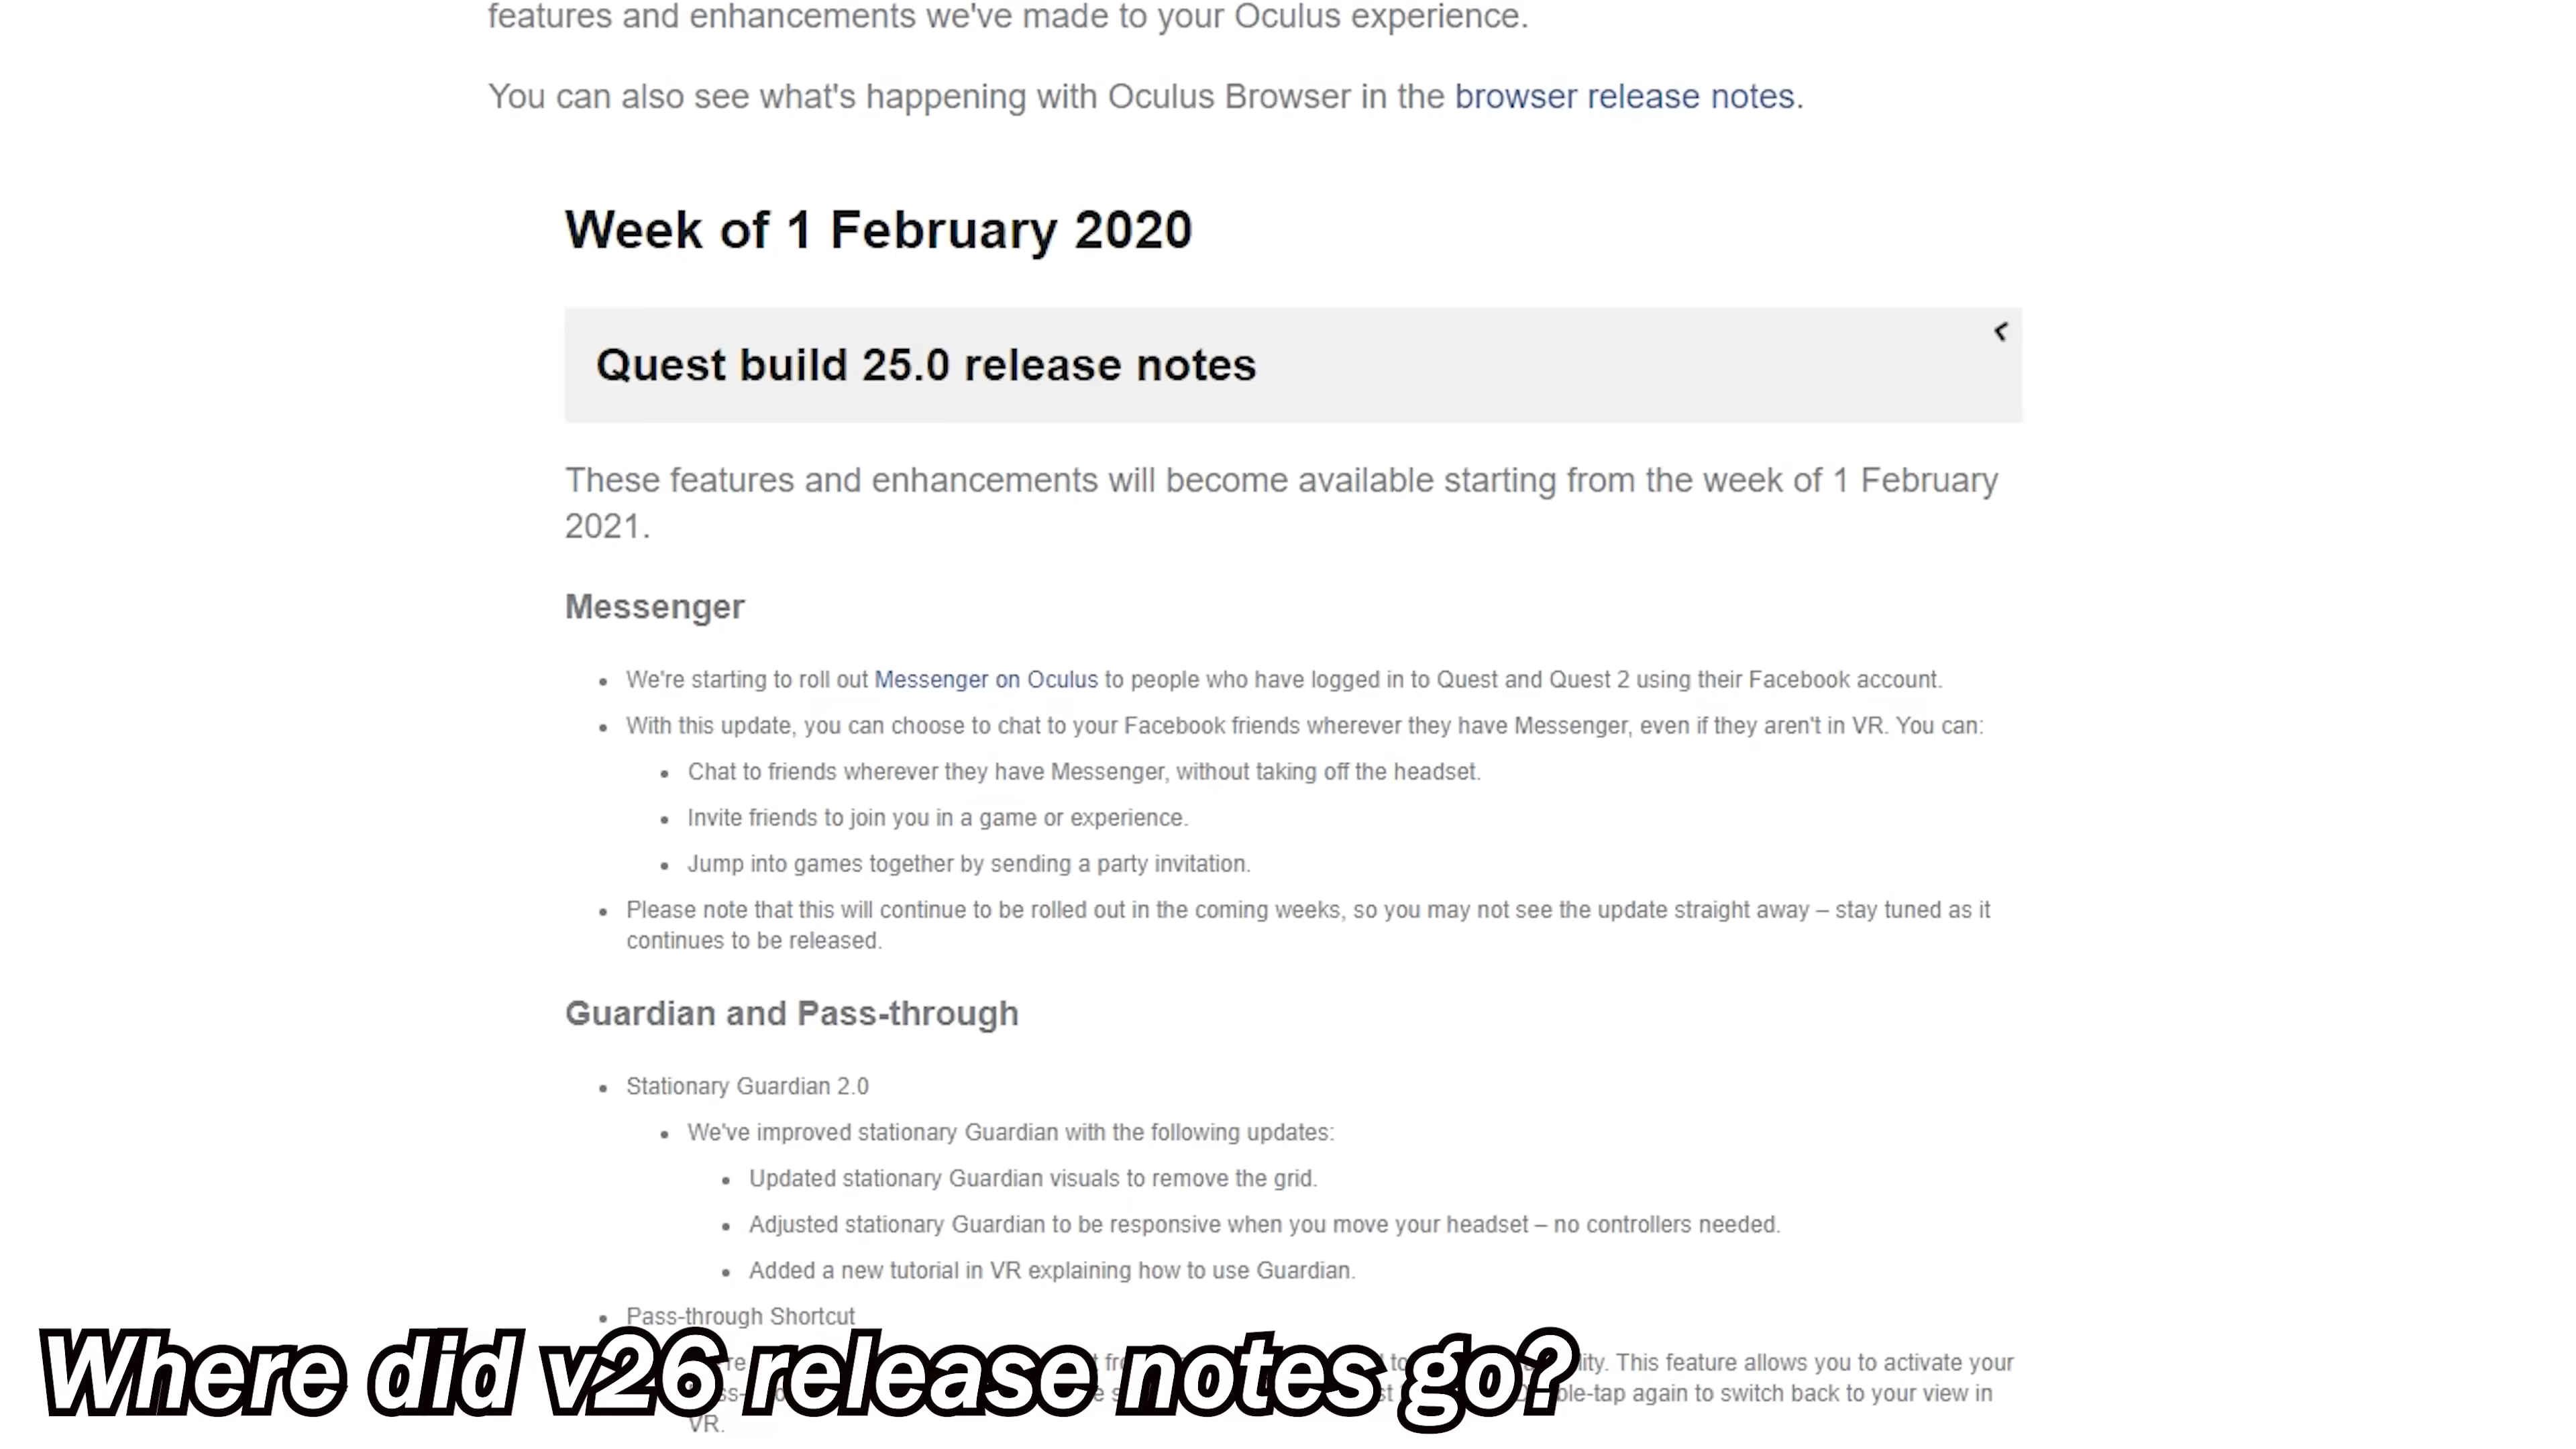 features and enhancements we've made to your Oculus experience.
You can also see what's happening with Oculus Browser in the browser release notes.
Week of 1 February 2020
Quest build 25.0 release notes
These features and enhancements will become available starting from the week of 1 February
2021.
Messenger
We're starting to roll out Messenger on Oculus to people who have logged in to Quest and Quest 2 using their Facebook account.
With this update, you can choose to chat to your Facebook friends wherever they have Messenger, even if they aren't in VR. You can:
Chat to friends wherever they have Messenger, without taking off the headset.
Invite friends to join you in a game or experience.
Jump into games together by sending a party invitation.
Please note that this will continue to be rolled out in the coming weeks, so you may not see the update straight away – stay tuned as it
continues to be released.
Guardian and Pass-through
Stationary Guardian 2.0
We've improved stationary Guardian with the following updates:
Updated stationary Guardian visuals to remove the grid.
Adjusted stationary Guardian to be responsive when you move your headset – no controllers needed.
Added a new tutorial in VR explaining how to use Guardian.
Pass-through Shortcut
This feature allows you to activate your
again to switch back to your view in
VR.
Where did v26 release notes go?